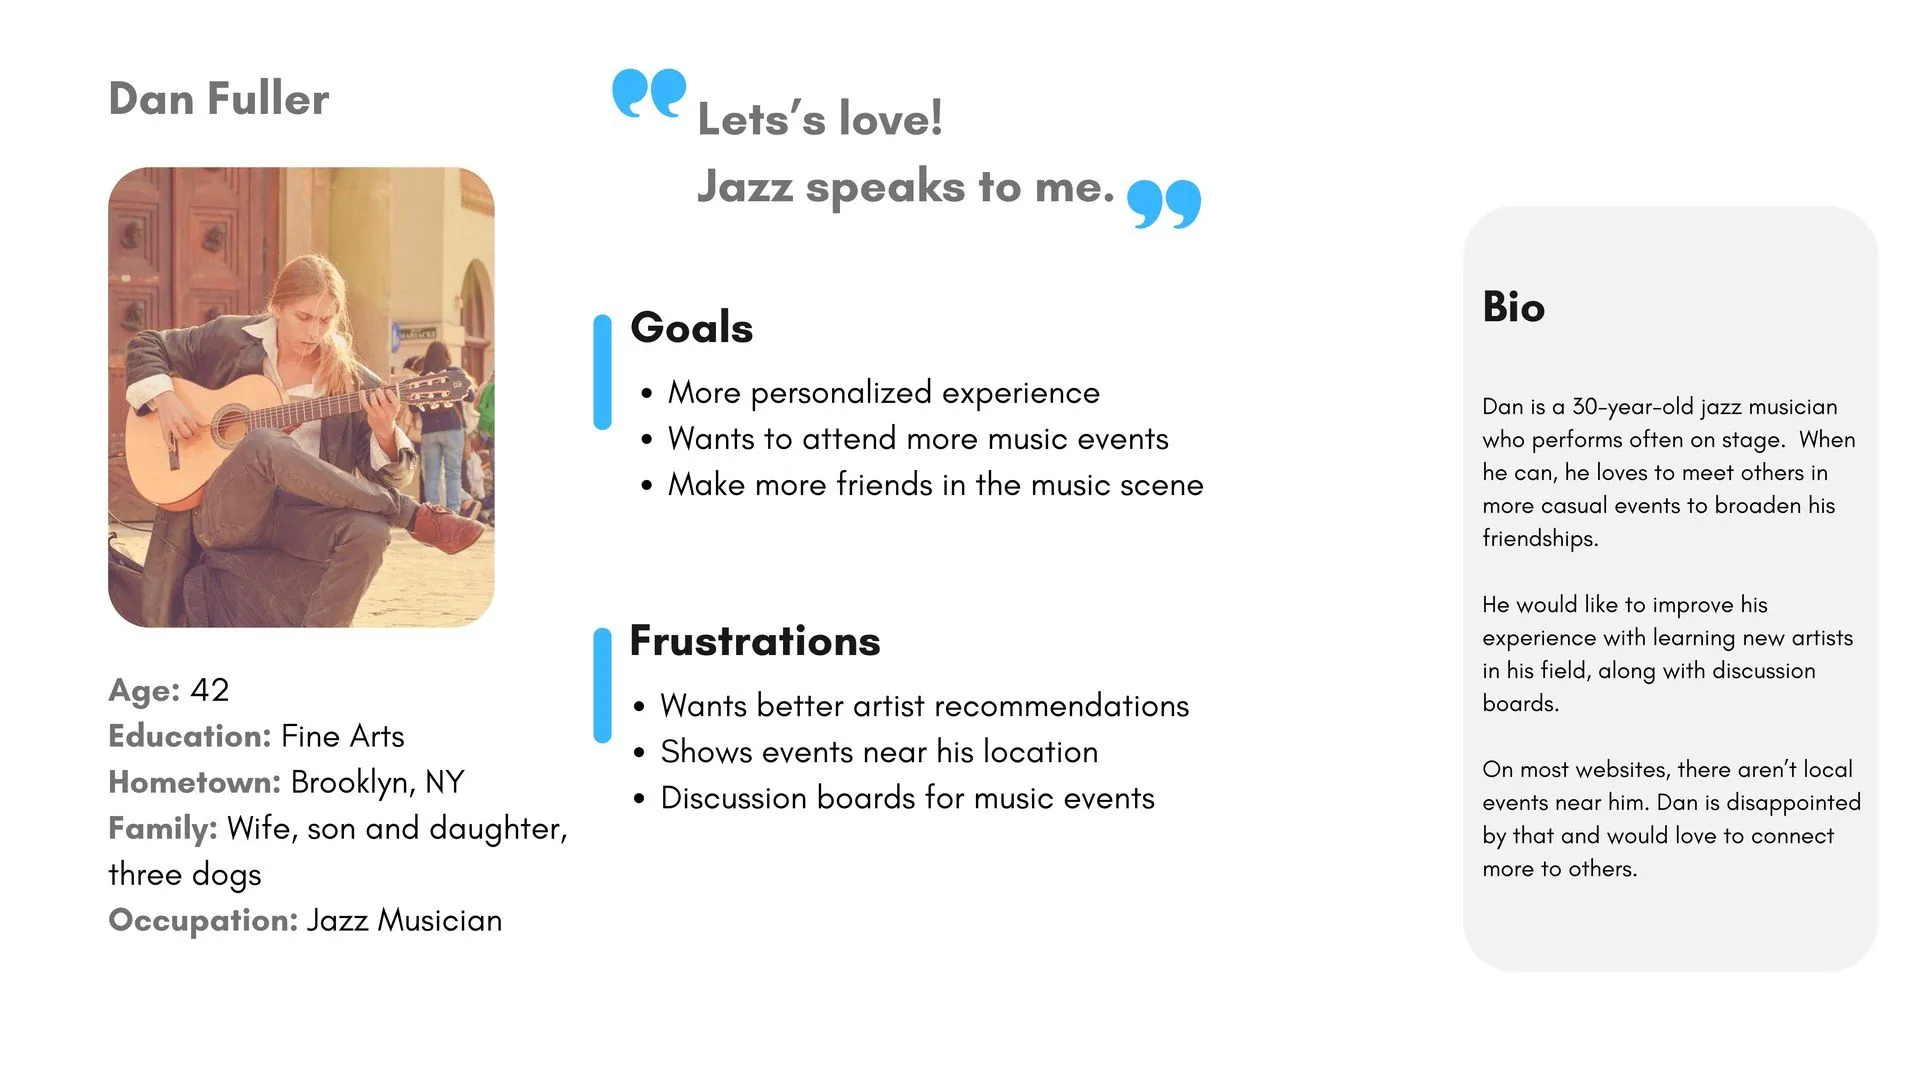 Dan Fuller
Lets’s love!
Jazz speaks to me.
Age: 42
Education: Fine Arts
Hometown: Brooklyn, NY
Family: Wife, son and daughter,
three dogs
Occupation: Jazz Musician
Goals
• More personalized experience
• Wants to attend more music events
• Make more friends in the music scene
Frustrations
• Wants better artist recommendations
• Shows events near his location
• Discussion boards for music events
Bio
Dan is a 30-year-old jazz musician
who performs often on stage.  When
he can, he loves to meet others in
more casual events to broaden his
friendships.
He would like to improve his
experience with learning new artists
in his field, along with discussion
boards.
On most websites, there aren’t local
events near him. Dan is disappointed
by that and would love to connect
more to others.